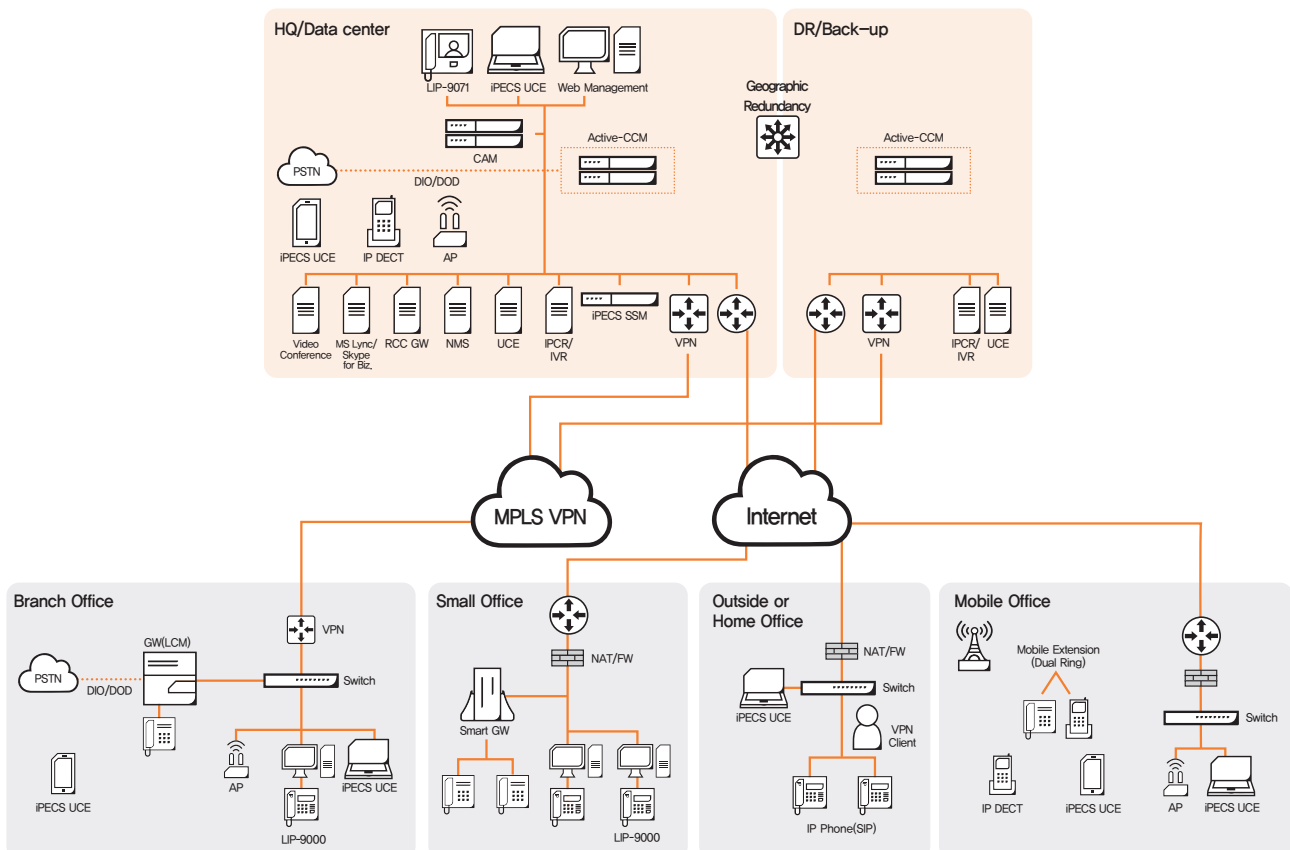 HQ/Data center
LIP-9071
iPECS UCE
Web Management
CAM
Active-CCM
PSTN
DIO/DOD
iPECS UCE
IP DECT
AP
Video
Conference
MS Lync/
Skype
for Biz.
RCC GW
NMS
UCE
IPCR/
IVR
iPECS SSM
VPN
DR/Back-up
Geographic
Redundancy
Active-CCM
VPN
IPCR/
IVR
UCE
MPLS VPN
Internet
Branch Office
VPN
GW(LCM)
PSTN
DIO/DOD
Switch
iPECS UCE
AP
iPECS UCE
LIP-9000
Small Office
NAT/FW
Smart GW
LIP-9000
Outside or
Home Office
NAT/FW
Switch
iPECS UCE
VPN
Client
IP Phone(SIP)
Mobile Office
Mobile Extension
(Dual Ring)
Switch
IP DECT
iPECS UCE
AP
iPECS UCE